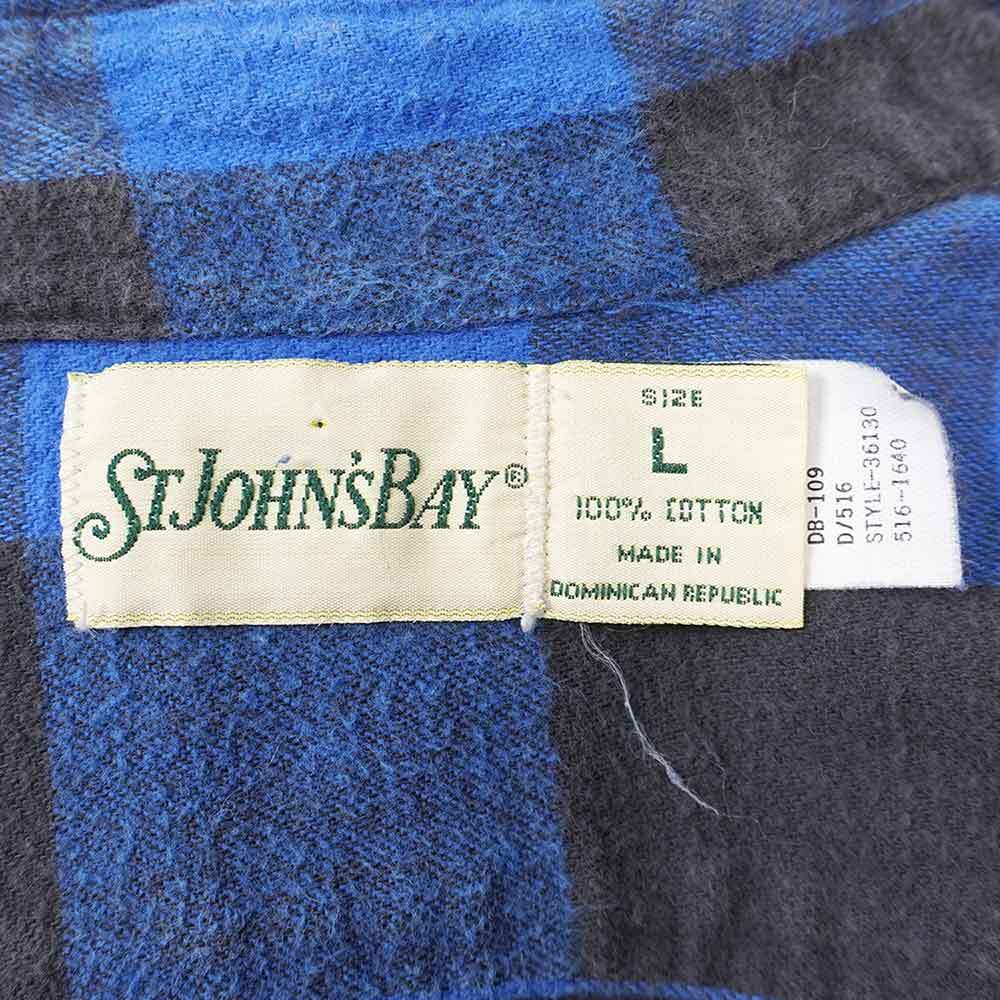 ST JOHN'S BAY®
SIZE
L
100% COTTON
MADE IN
DOMINICAN REPUBLIC
DB-109
D/516
STYLE-36130
516-1640